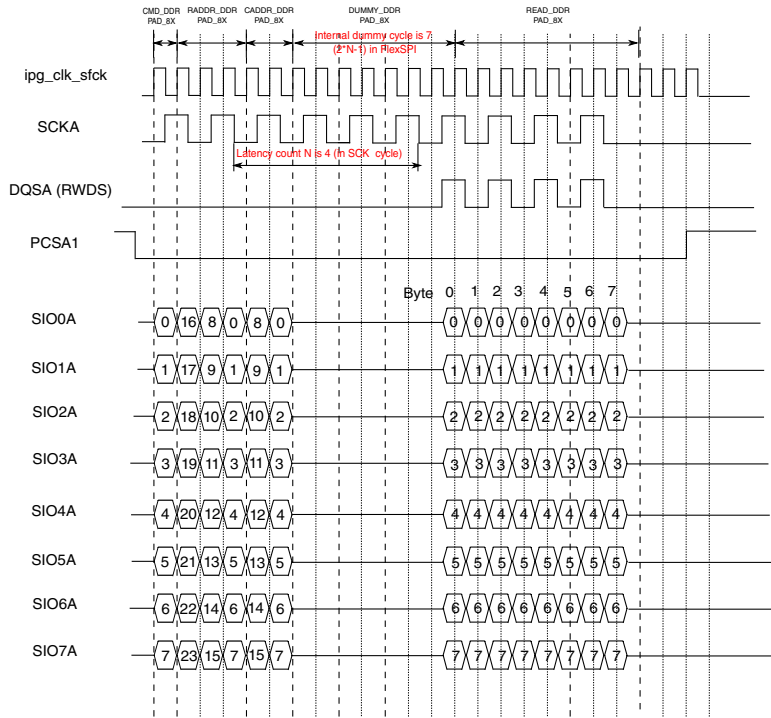 CMD_DDR RADDR_DDR CADDR_DDR DUMMY_DDR READ_DDR
PAD_8X PAD_8X PAD_8X PAD_8X PAD_8X
Internal dummy cycle is 7
(2*N-1) in FlexSPI
ipg_clk_sfck
SCKA
Latency count N is 4 (in SCK cycle)
DQSA (RWDS)
PCSA1
Byte 0 1 2 3 4 5 6 7
SIO0A 0 16 8 0 8 0 0 0 0 0 0 0 0 0
SIO1A 1 17 9 1 9 1 1 1 1 1 1 1 1 1
SIO2A 2 18 10 2 10 2 2 2 2 2 2 2 2 2
SIO3A 3 19 11 3 11 3 3 3 3 3 3 3 3 3
SIO4A 4 20 12 4 12 4 4 4 4 4 4 4 4 4
SIO5A 5 21 13 5 13 5 5 5 5 5 5 5 5 5
SIO6A 6 22 14 6 14 6 6 6 6 6 6 6 6 6
SIO7A 7 23 15 7 15 7 7 7 7 7 7 7 7 7